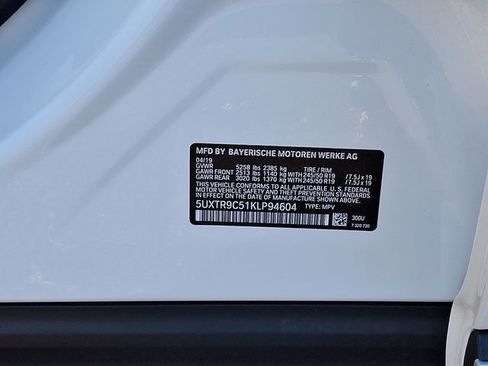 MFD BY BAYERISCHE MOTOREN WERKE AG
04/19
GVWR 5258 lbs 2385 kg TIRE / RIM
GAWR FRONT 2513 lbs 1140 kg WITH 245/50 R19 /7.5J x 19
GAWR REAR 3020 lbs 1370 kg WITH 245/50 R19 /7.5J x 19
THIS VEHICLE CONFORMS TO ALL APPLICABLE U.S. FEDERAL
MOTOR VEHICLE SAFETY AND THEFT PREVENTION STANDARDS
IN EFFECT ON THE DATE OF MANUFACTURE SHOWN ABOVE.
5UXTR9C51KLP94604 TYPE: MPV
300U
7 320 730